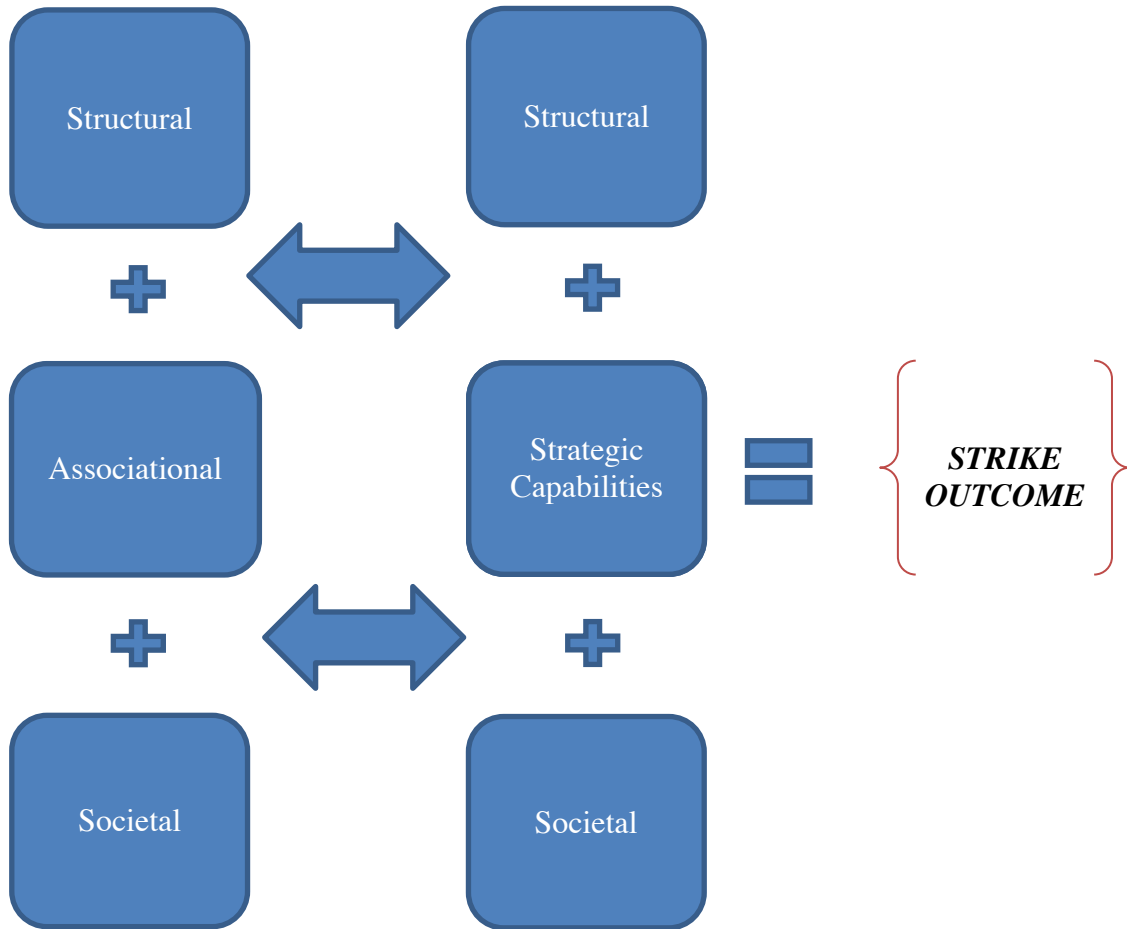 Structural
Structural
Associational
Strategic
Capabilities
STRIKE
OUTCOME
Societal
Societal